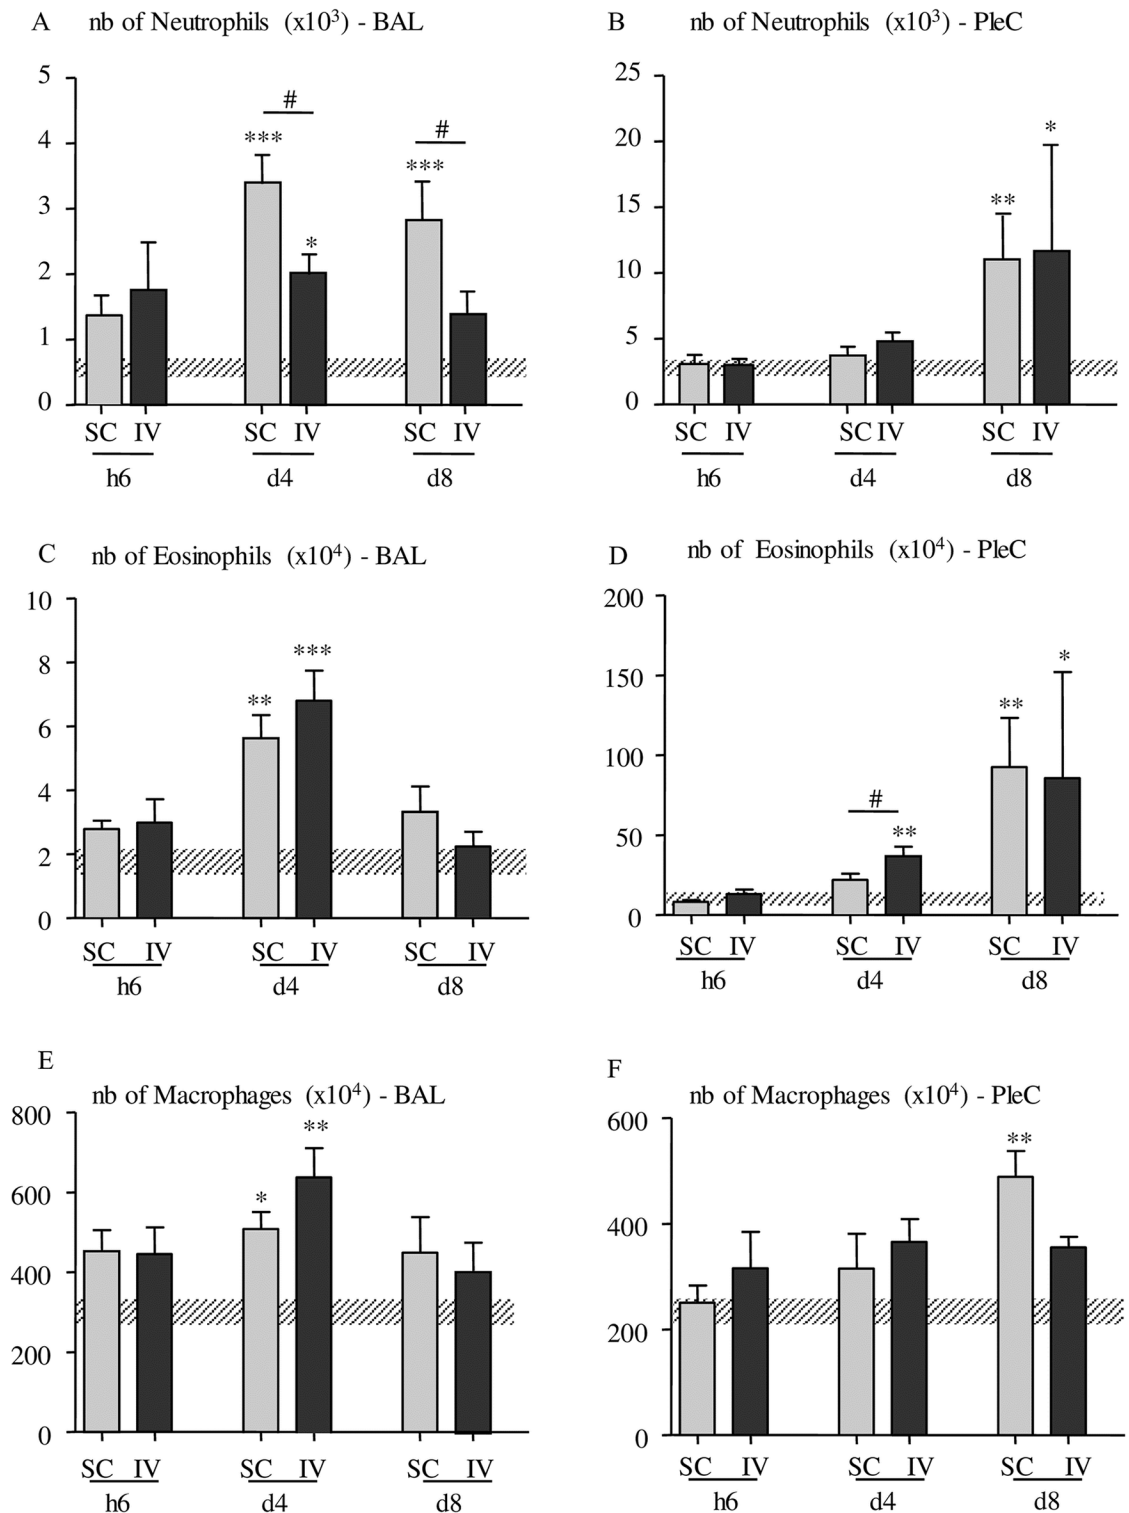 A nb of Neutrophils (x10³) - BAL
5
4
3
2
1
0
***
#
*
***
#
SC IV SC IV SC IV
h6 d4 d8
B nb of Neutrophils (x10³) - PleC
25
20
15
10
5
0
**
*
SC IV SC IV SC IV
h6 d4 d8
C nb of Eosinophils (x10⁴) - BAL
10
8
6
4
2
0
**
***
SC IV SC IV SC IV
h6 d4 d8
D nb of Eosinophils (x10⁴) - PleC
200
150
100
50
0
#
**
**
*
SC IV SC IV SC IV
h6 d4 d8
E
nb of Macrophages (x10⁴) - BAL
800
600
400
200
0
*
**
SC IV SC IV SC IV
h6 d4 d8
F
nb of Macrophages (x10⁴) - PleC
600
400
200
0
**
SC IV SC IV SC IV
h6 d4 d8